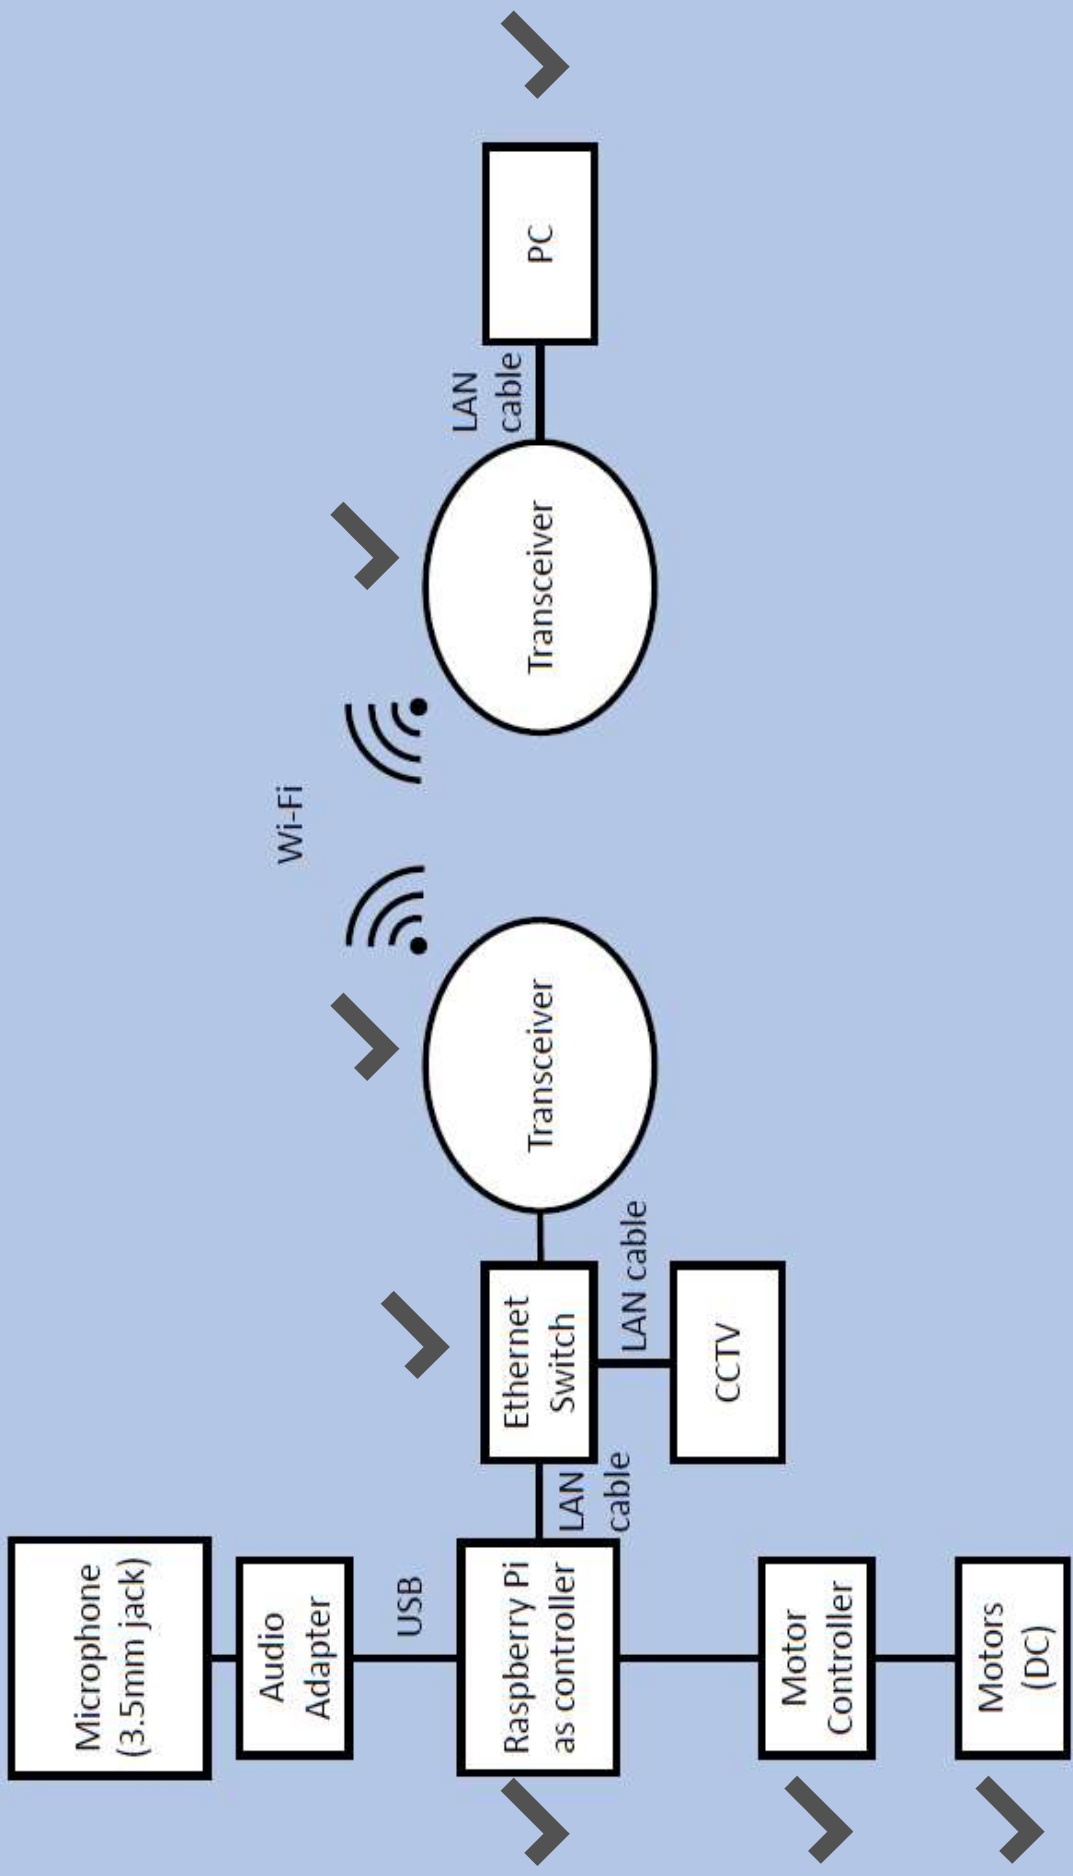 Microphone
(3.5mm jack)
Audio
Adapter
USB
Raspberry Pi
as controller
LAN
cable
Ethernet
Switch
LAN cable
CCTV
Motor
Controller
Motors
(DC)
Transceiver
Wi-Fi
Transceiver
LAN
cable
PC